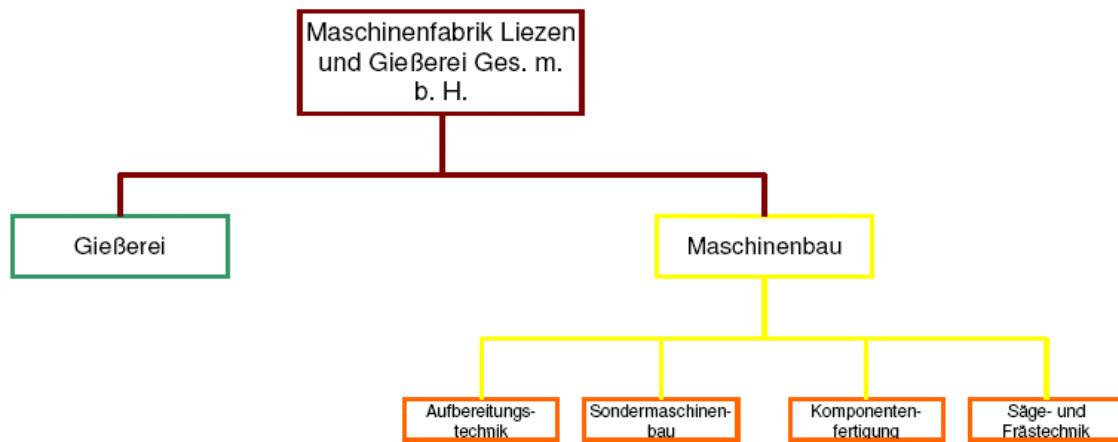 Maschinenfabrik Liezen
und Gießerei Ges. m.
b. H.
Gießerei
Maschinenbau
Aufbereitungs-
technik
Sondermaschinen-
bau
Komponenten-
fertigung
Säge- und
Frästechnik